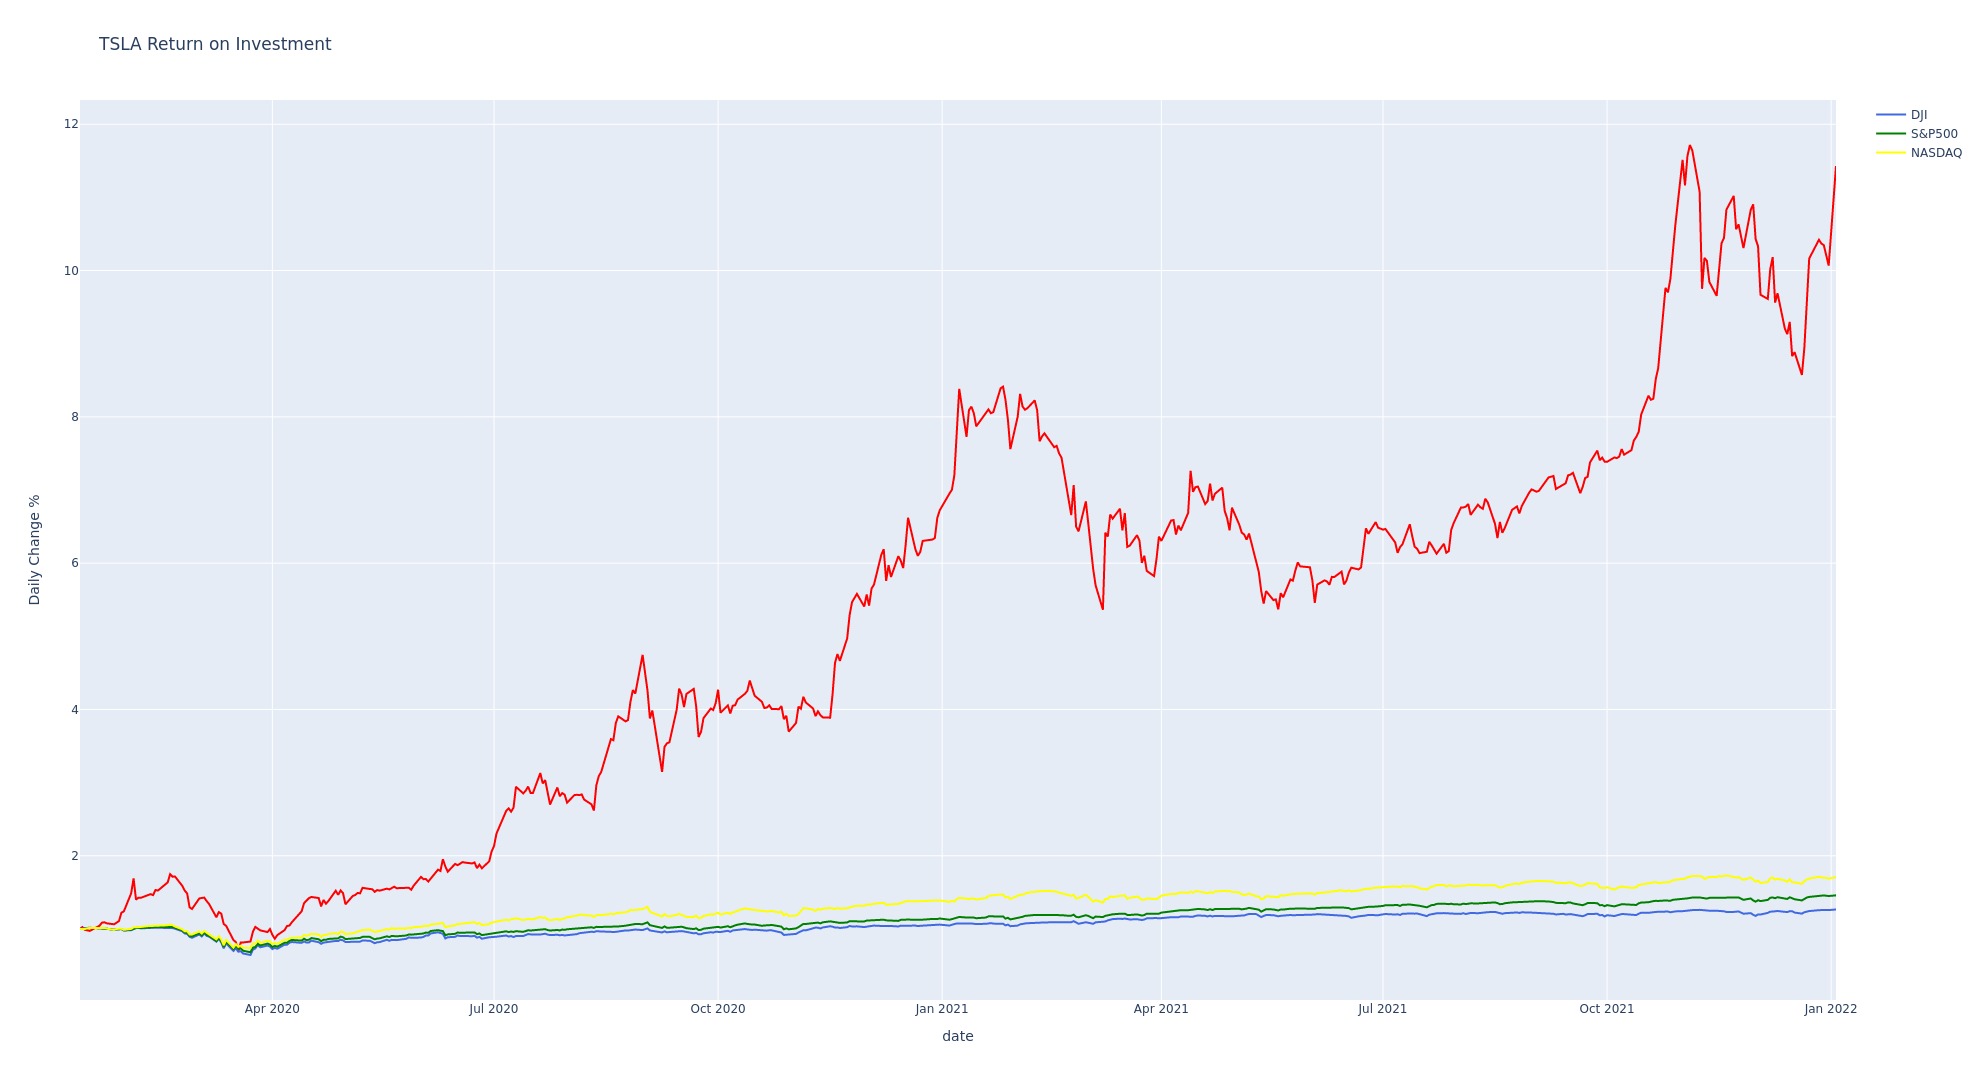 TSLA Return on Investment
DJI
S&P500
NASDAQ
12
10
8
6
4
2
Daily Change %
Apr 2020
Jul 2020
Oct 2020
Jan 2021
Apr 2021
Jul 2021
Oct 2021
Jan 2022
date